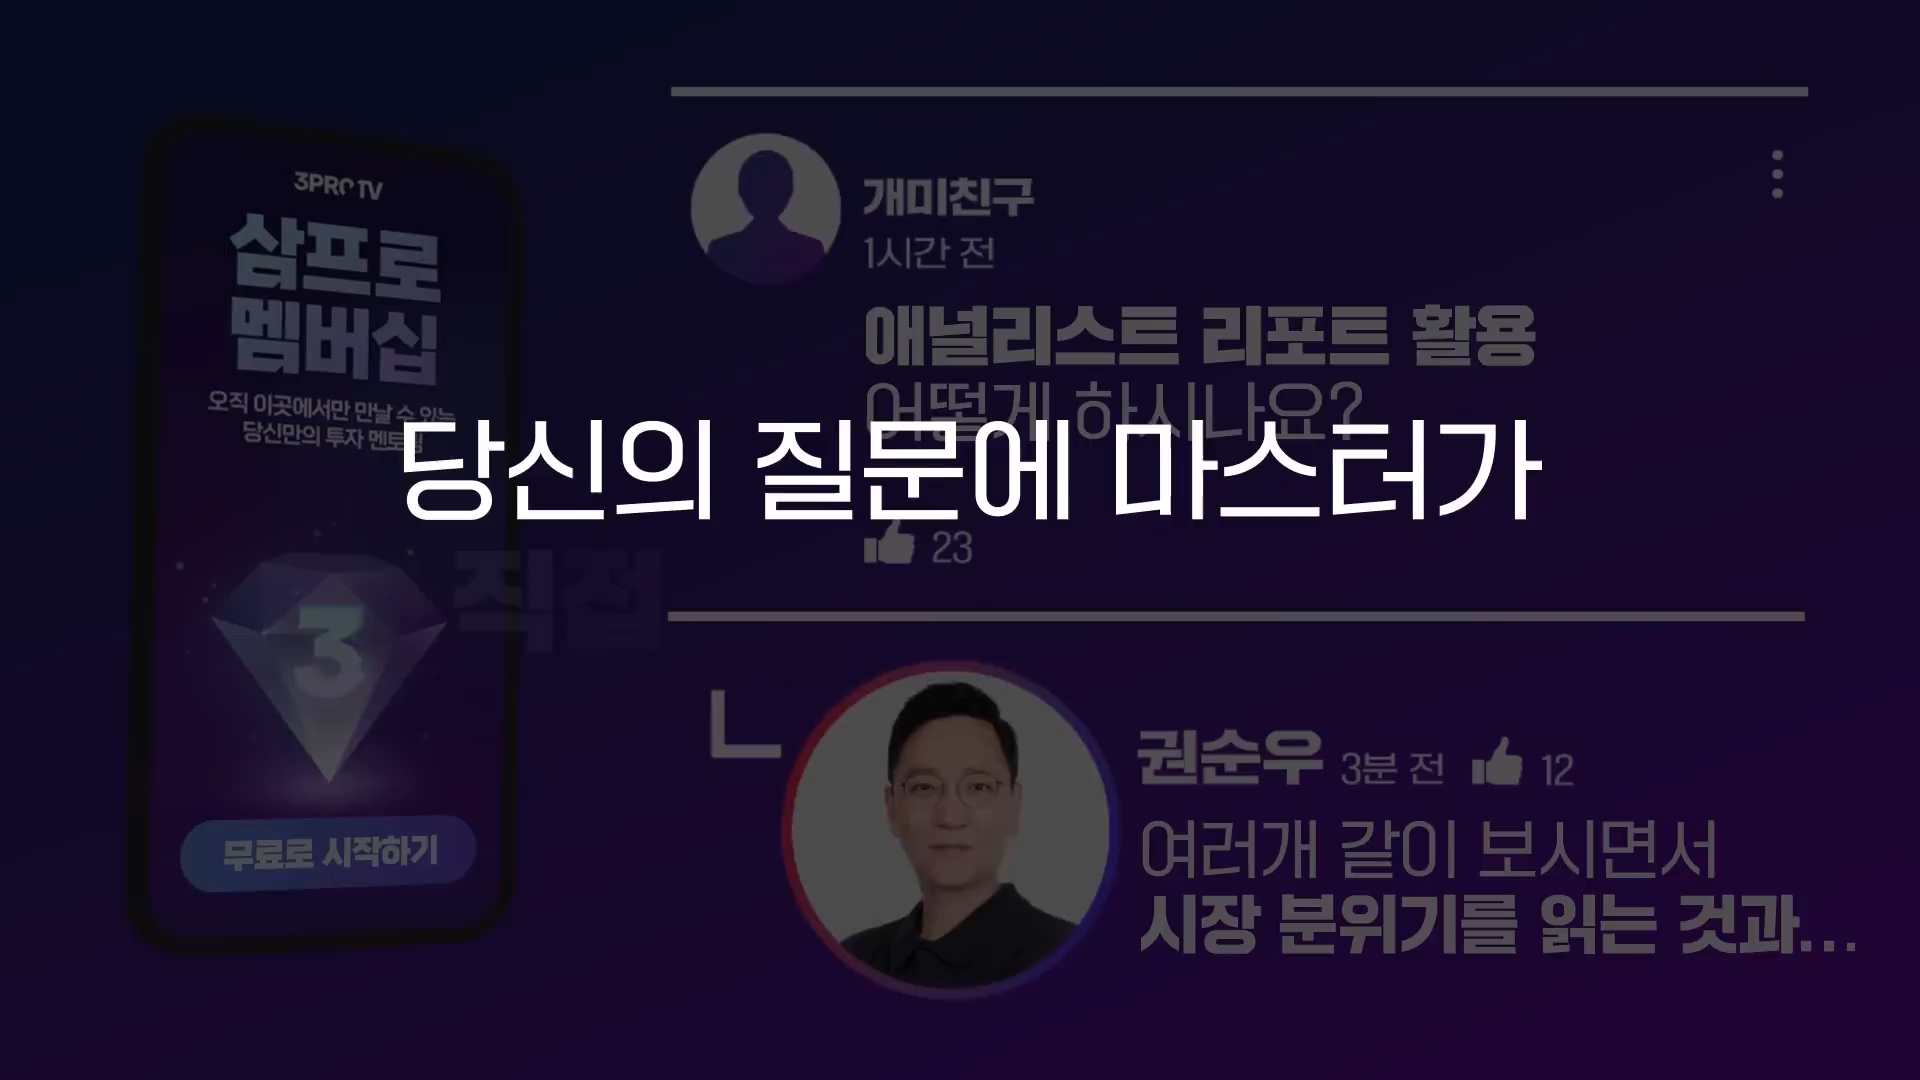 3PRO TV
삼프로
멤버십
오직 이곳에서만 만날 수 있는
당신만의 투자 멘토링
3
무료로 시작하기
개미친구
1시간 전
애널리스트 리포트 활용
어떻게 하시나요?
23
당신의 질문에 마스터가
직접
권순우 3분 전 12
여러개 같이 보시면서
시장 분위기를 읽는 것과...